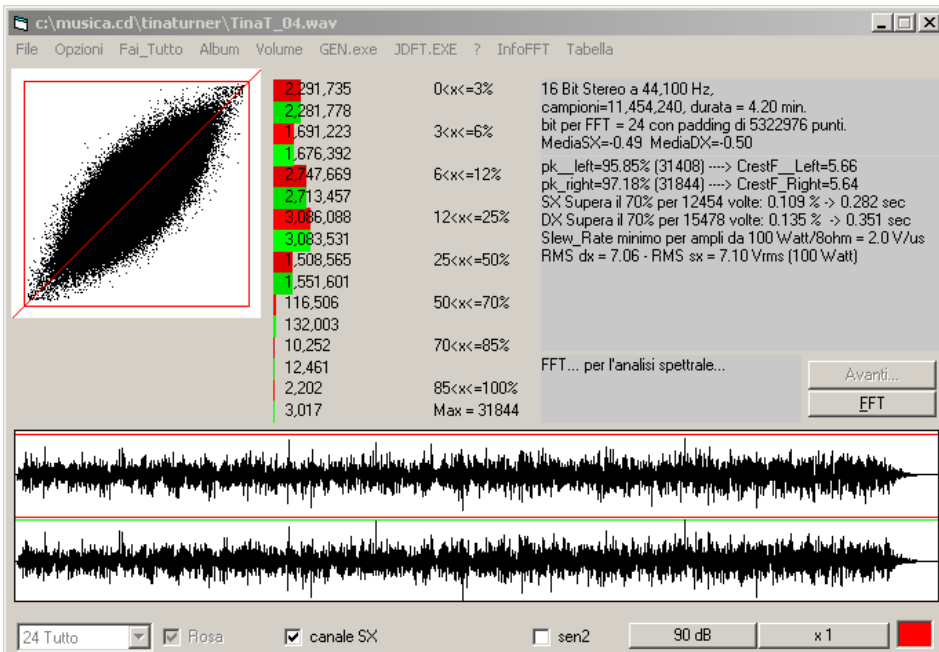 c:\musica.cd\tinaturner\TinaT_04.wav
File Opzioni Fai_Tutto Album Volume GEN.exe JDFT.EXE ? InfoFFT Tabella
2,291,735 0<x<=3%
2,281,778
1,691,223 3<x<=6%
1,676,392
2,747,669 6<x<=12%
2,713,457
3,086,088 12<x<=25%
3,083,531
1,508,565 25<x<=50%
1,551,601
116,506 50<x<=70%
132,003
10,252 70<x<=85%
12,461
2,202 85<x<=100%
3,017 Max = 31844
16 Bit Stereo a 44,100 Hz,
campioni=11,454,240, durata = 4.20 min.
bit per FFT = 24 con padding di 5322976 punti.
MediaSX=-0.49 MediaDX=-0.50
pk__left=95.85% (31408) ----> CrestF__Left=5.66
pk_right=97.18% (31844) ----> CrestF_Right=5.64
SX Supera il 70% per 12454 volte: 0.109 % -> 0.282 sec
DX Supera il 70% per 15478 volte: 0.135 % -> 0.351 sec
Slew_Rate minimo per ampli da 100 Watt/8ohm = 2.0 V/us
RMS dx = 7.06 - RMS sx = 7.10 Vrms (100 Watt)
FFT... per l'analisi spettrale...
Avanti...
FFT
24 Tutto Rosa canale SX sen2 90 dB x 1